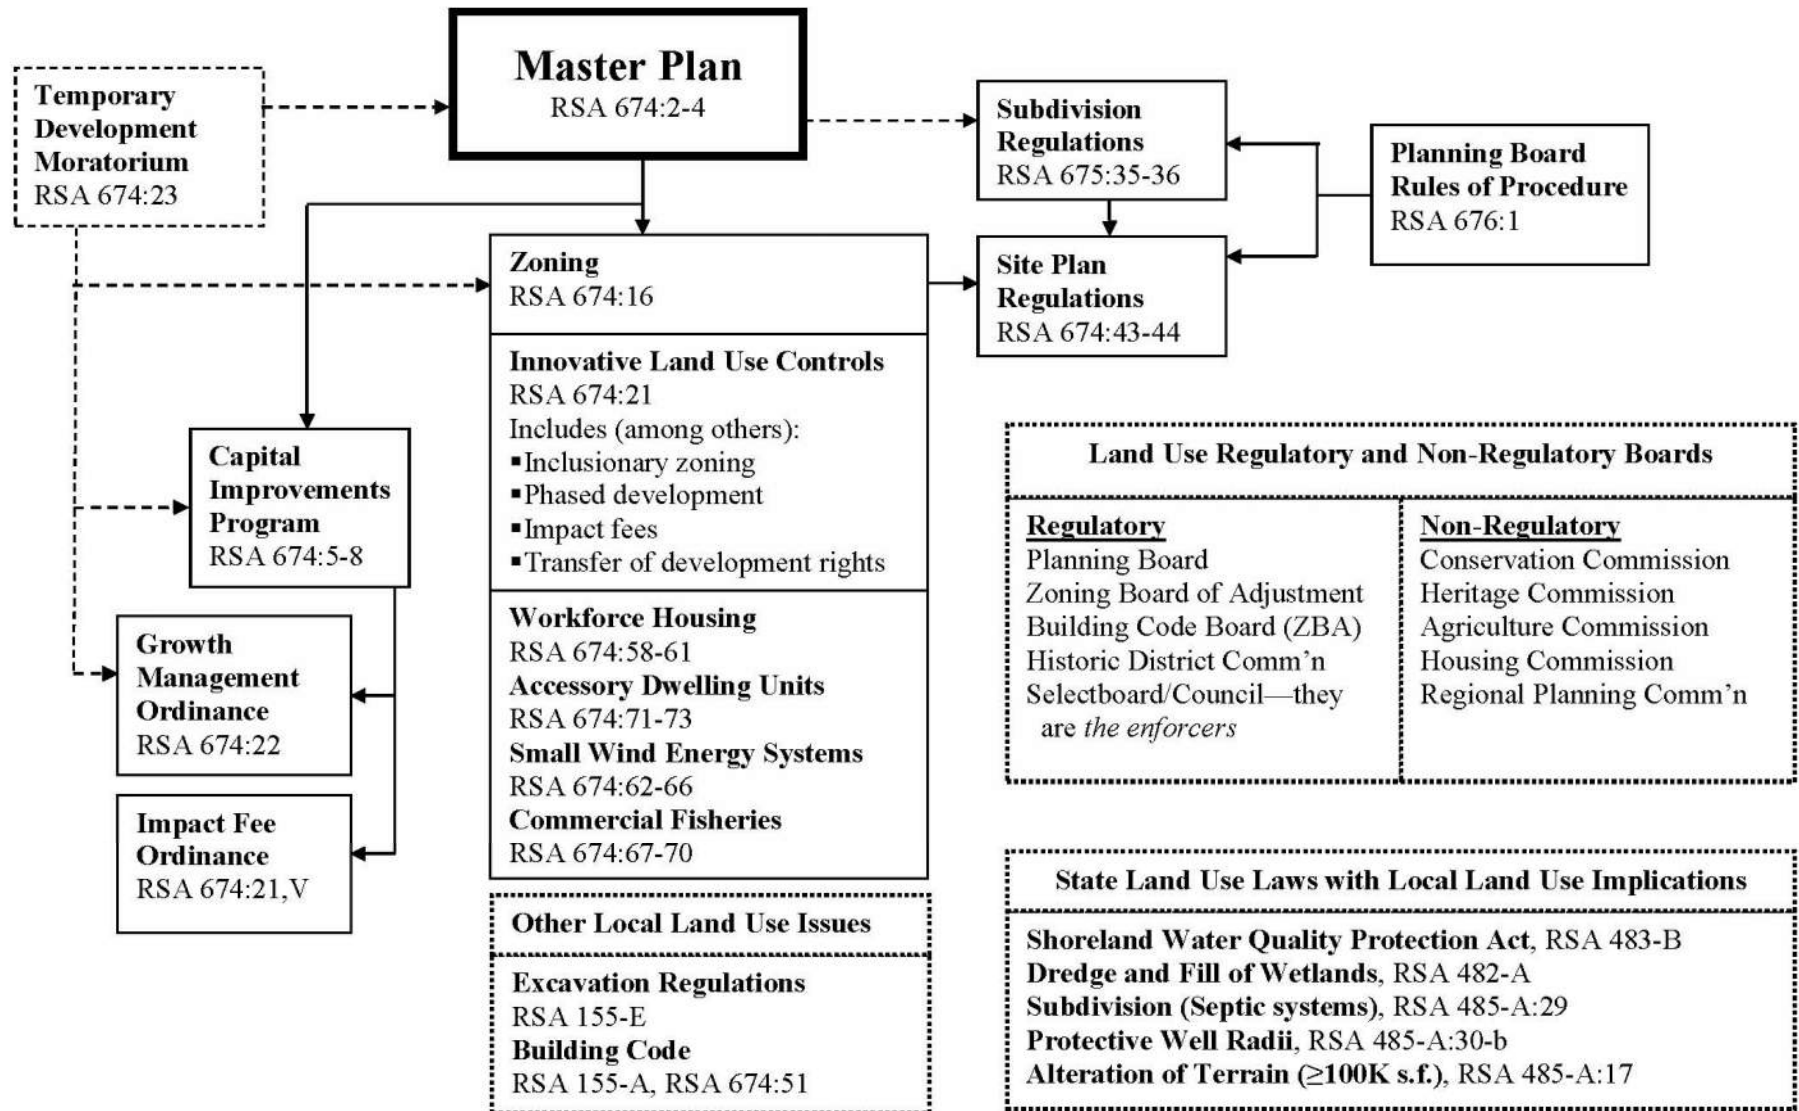 Master Plan
RSA 674:2-4
Temporary
Development
Moratorium
RSA 674:23
Subdivision
Regulations
RSA 675:35-36
Planning Board
Rules of Procedure
RSA 676:1
Zoning
RSA 674:16
Site Plan
Regulations
RSA 674:43-44
Innovative Land Use Controls
RSA 674:21
Includes (among others):
▪Inclusionary zoning
▪Phased development
▪Impact fees
▪Transfer of development rights
Capital
Improvements
Program
RSA 674:5-8
Growth
Management
Ordinance
RSA 674:22
Impact Fee
Ordinance
RSA 674:21,V
Workforce Housing
RSA 674:58-61
Accessory Dwelling Units
RSA 674:71-73
Small Wind Energy Systems
RSA 674:62-66
Commercial Fisheries
RSA 674:67-70
Other Local Land Use Issues
Excavation Regulations
RSA 155-E
Building Code
RSA 155-A, RSA 674:51
Land Use Regulatory and Non-Regulatory Boards
Regulatory
Planning Board
Zoning Board of Adjustment
Building Code Board (ZBA)
Historic District Comm’n
Selectboard/Council—they
are the enforcers
Non-Regulatory
Conservation Commission
Heritage Commission
Agriculture Commission
Housing Commission
Regional Planning Comm’n
State Land Use Laws with Local Land Use Implications
Shoreland Water Quality Protection Act, RSA 483-B
Dredge and Fill of Wetlands, RSA 482-A
Subdivision (Septic systems), RSA 485-A:29
Protective Well Radii, RSA 485-A:30-b
Alteration of Terrain (≥100K s.f.), RSA 485-A:17